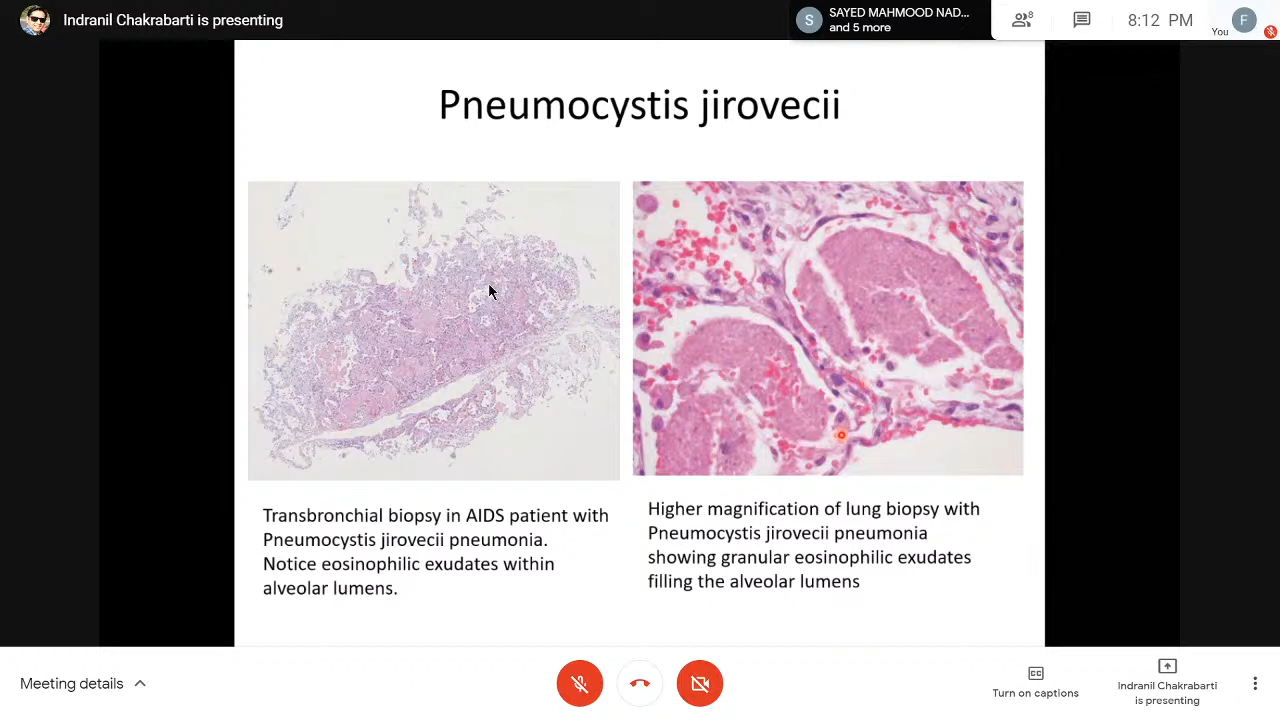 Indranil Chakrabarti is presenting
S
SAYED MAHMOOD NAD...
and 5 more
8
8:12 PM
You
F
Pneumocystis jirovecii
Transbronchial biopsy in AIDS patient with
Pneumocystis jirovecii pneumonia.
Notice eosinophilic exudates within
alveolar lumens.
Higher magnification of lung biopsy with
Pneumocystis jirovecii pneumonia
showing granular eosinophilic exudates
filling the alveolar lumens
Meeting details
CC
Turn on captions
Indranil Chakrabarti
is presenting